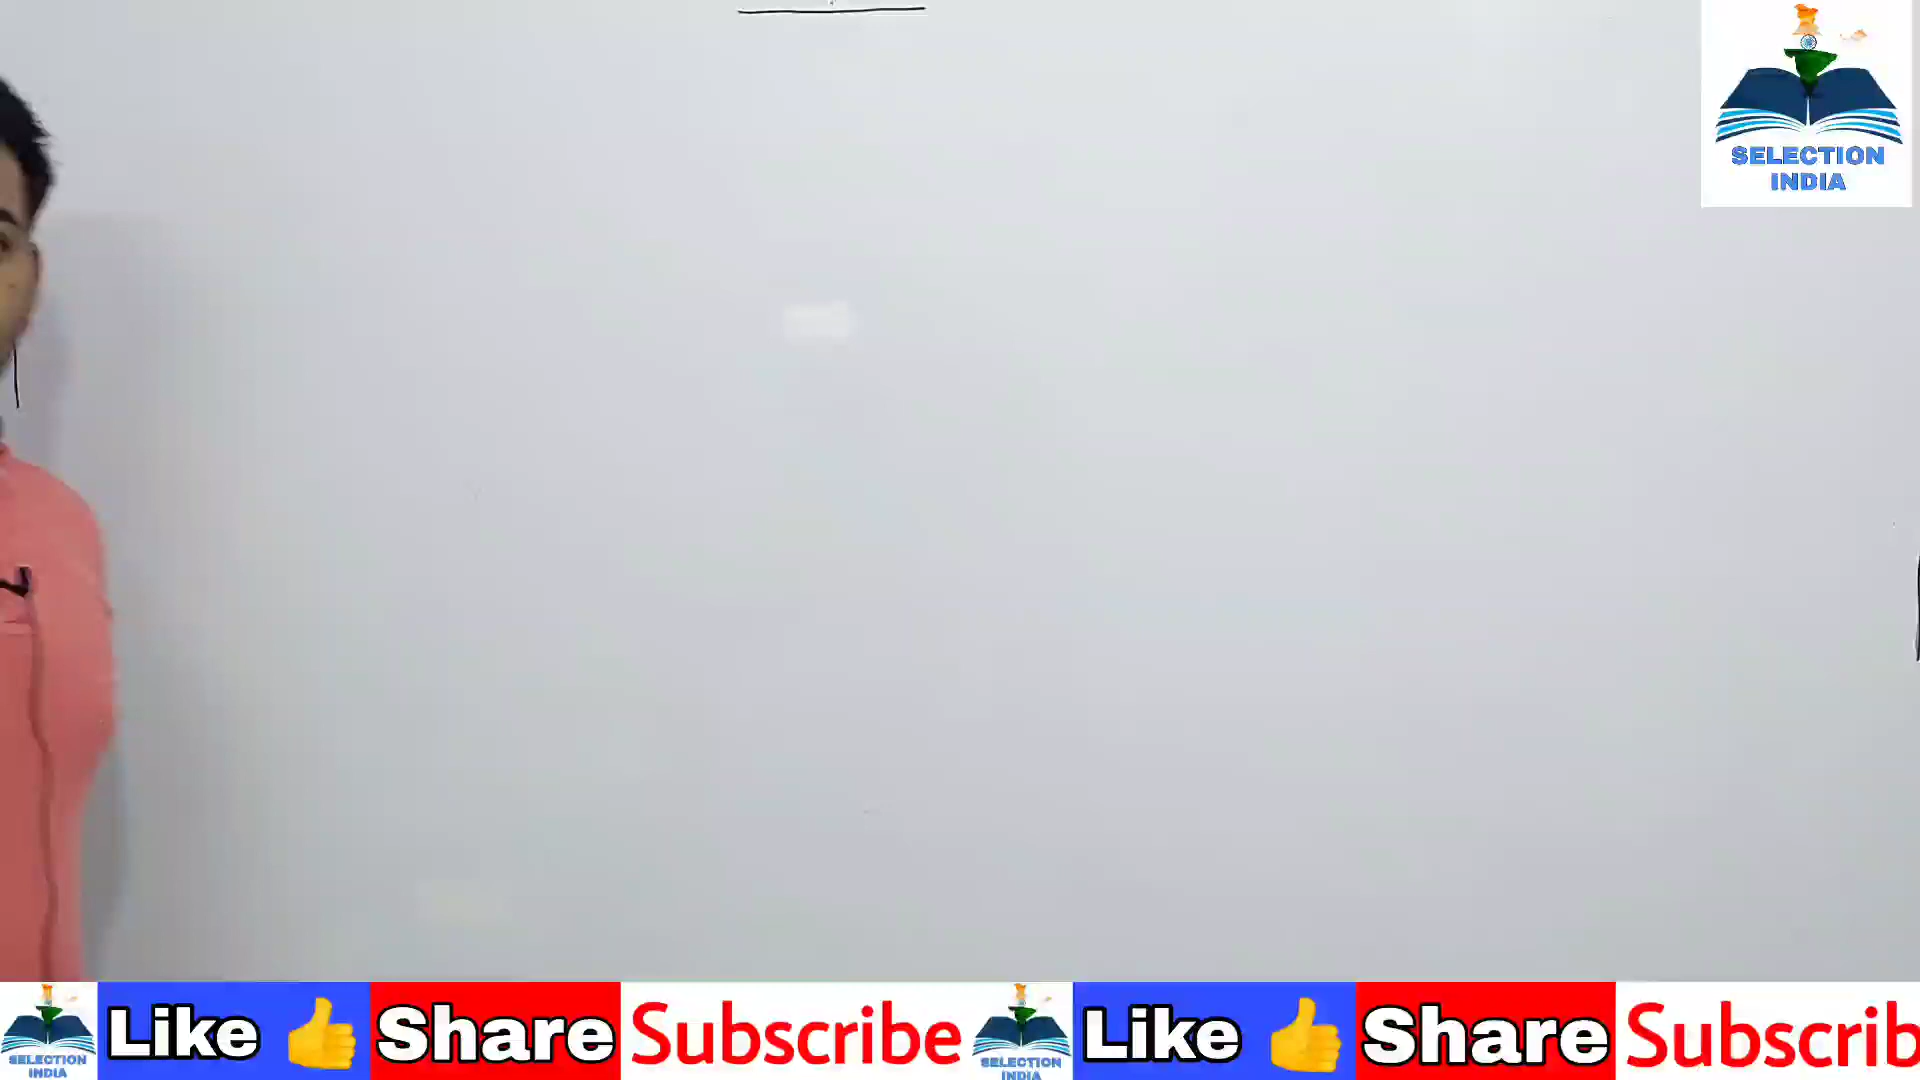 SELECTION
INDIA
SELECTION
INDIA
Like 👍 Share Subscribe
SELECTION
INDIA
Like 👍 Share Subscrib